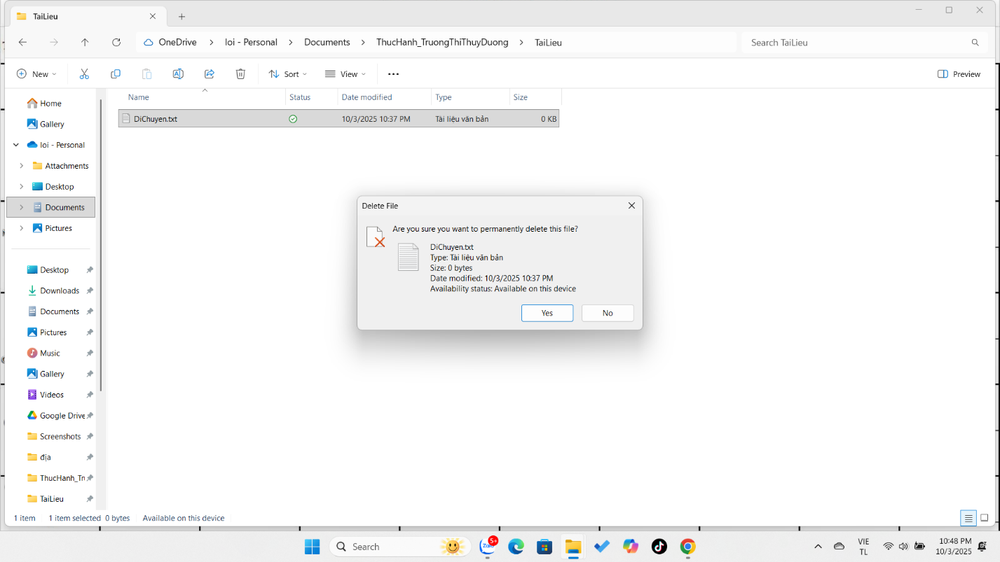 TaiLieu
OneDrive
loi - Personal
Documents
ThucHanh_TruongThiThuyDuong
TaiLieu
Search TaiLieu
New
Sort
View
Preview
Home
Gallery
loi - Personal
Attachments
Desktop
Documents
Pictures
Desktop
Downloads
Documents
Pictures
Music
Gallery
Videos
Google Drive
Screenshots
địa
ThucHanh_Tru
TaiLieu
Name Status Date modified Type Size
DiChuyen.txt 10/3/2025 10:37 PM Tài liệu văn bản 0 KB
Delete File
Are you sure you want to permanently delete this file?
DiChuyen.txt
Type: Tài liệu văn bản
Size: 0 bytes
Date modified: 10/3/2025 10:37 PM
Availability status: Available on this device
Yes No
1 item 1 item selected 0 bytes Available on this device
Search
Zalo
5+
VIE
TL
10:48 PM
10/3/2025